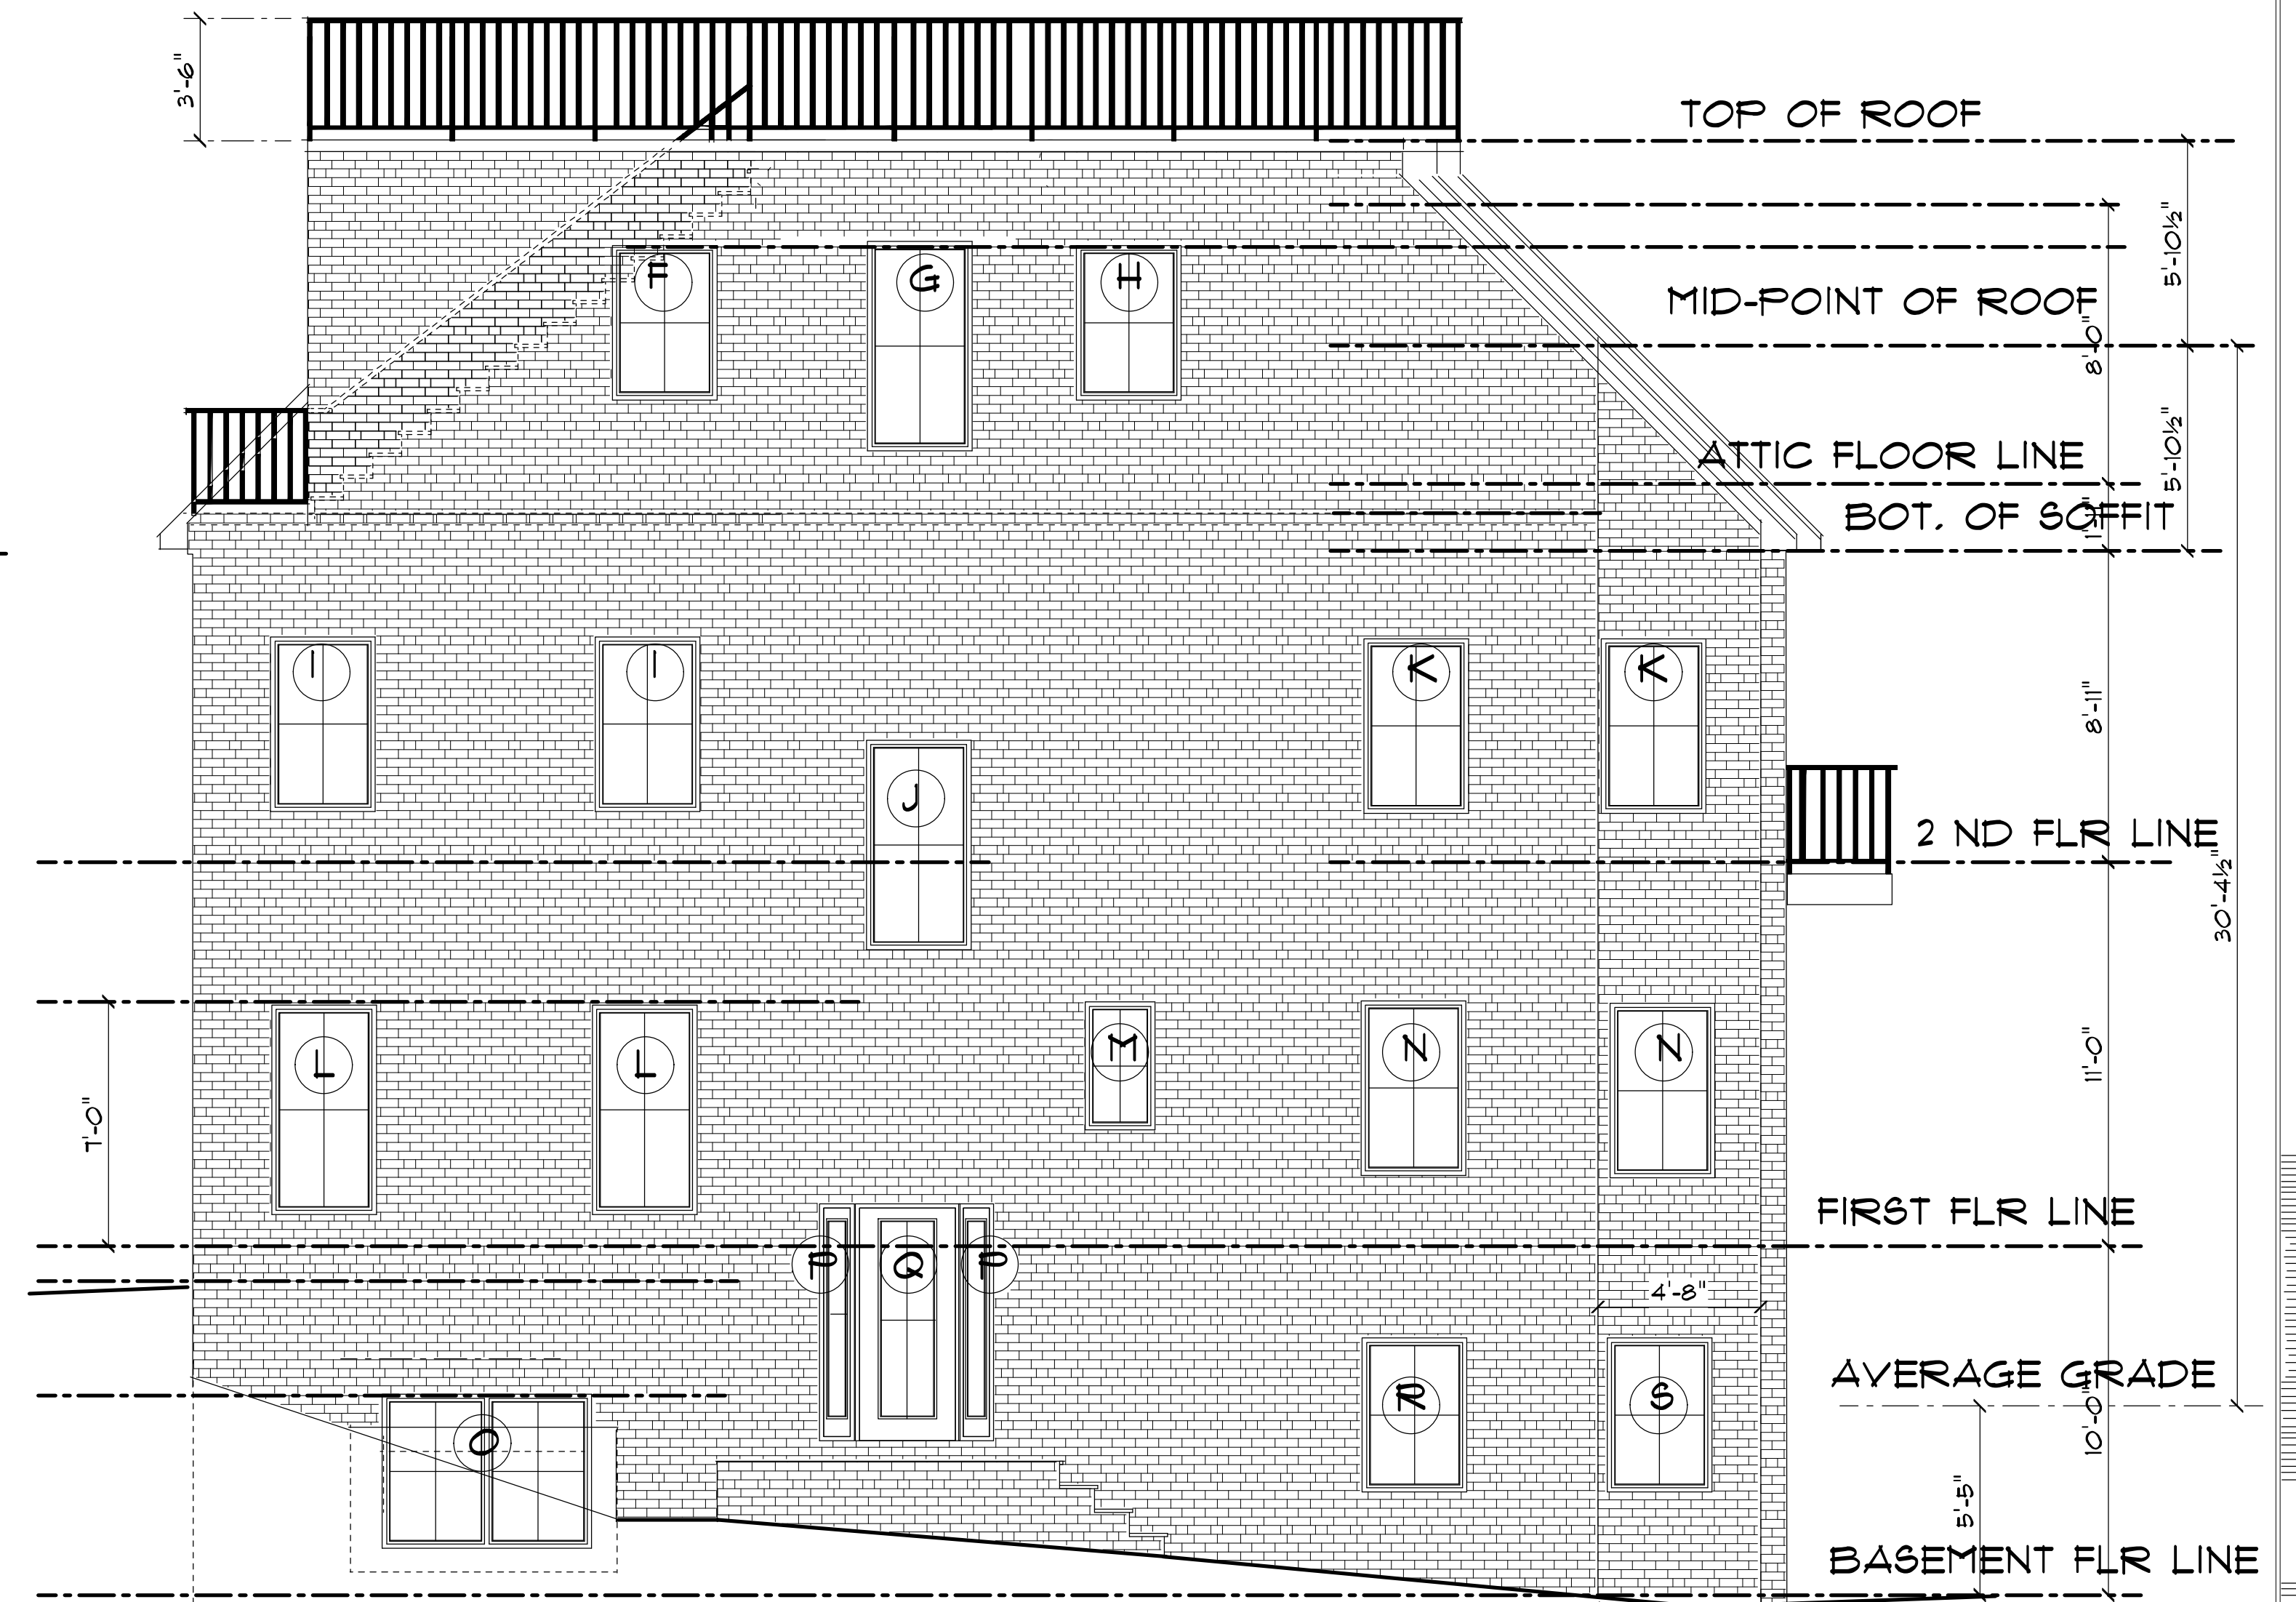 3'-6"
TOP OF ROOF
5'-10½"
F
G
H
MID-POINT OF ROOF
8'-0"
5'-10½"
ATTIC FLOOR LINE
BOT. OF SOFFIT
1'-11"
I
I
K
K
8'-11"
J
2 ND FLR LINE
30'-4½"
L
L
M
N
N
11'-0"
7'-0"
FIRST FLR LINE
P
Q
P
4'-8"
AVERAGE GRADE
R
S
10'-0"
O
5'-5"
BASEMENT FLR LINE